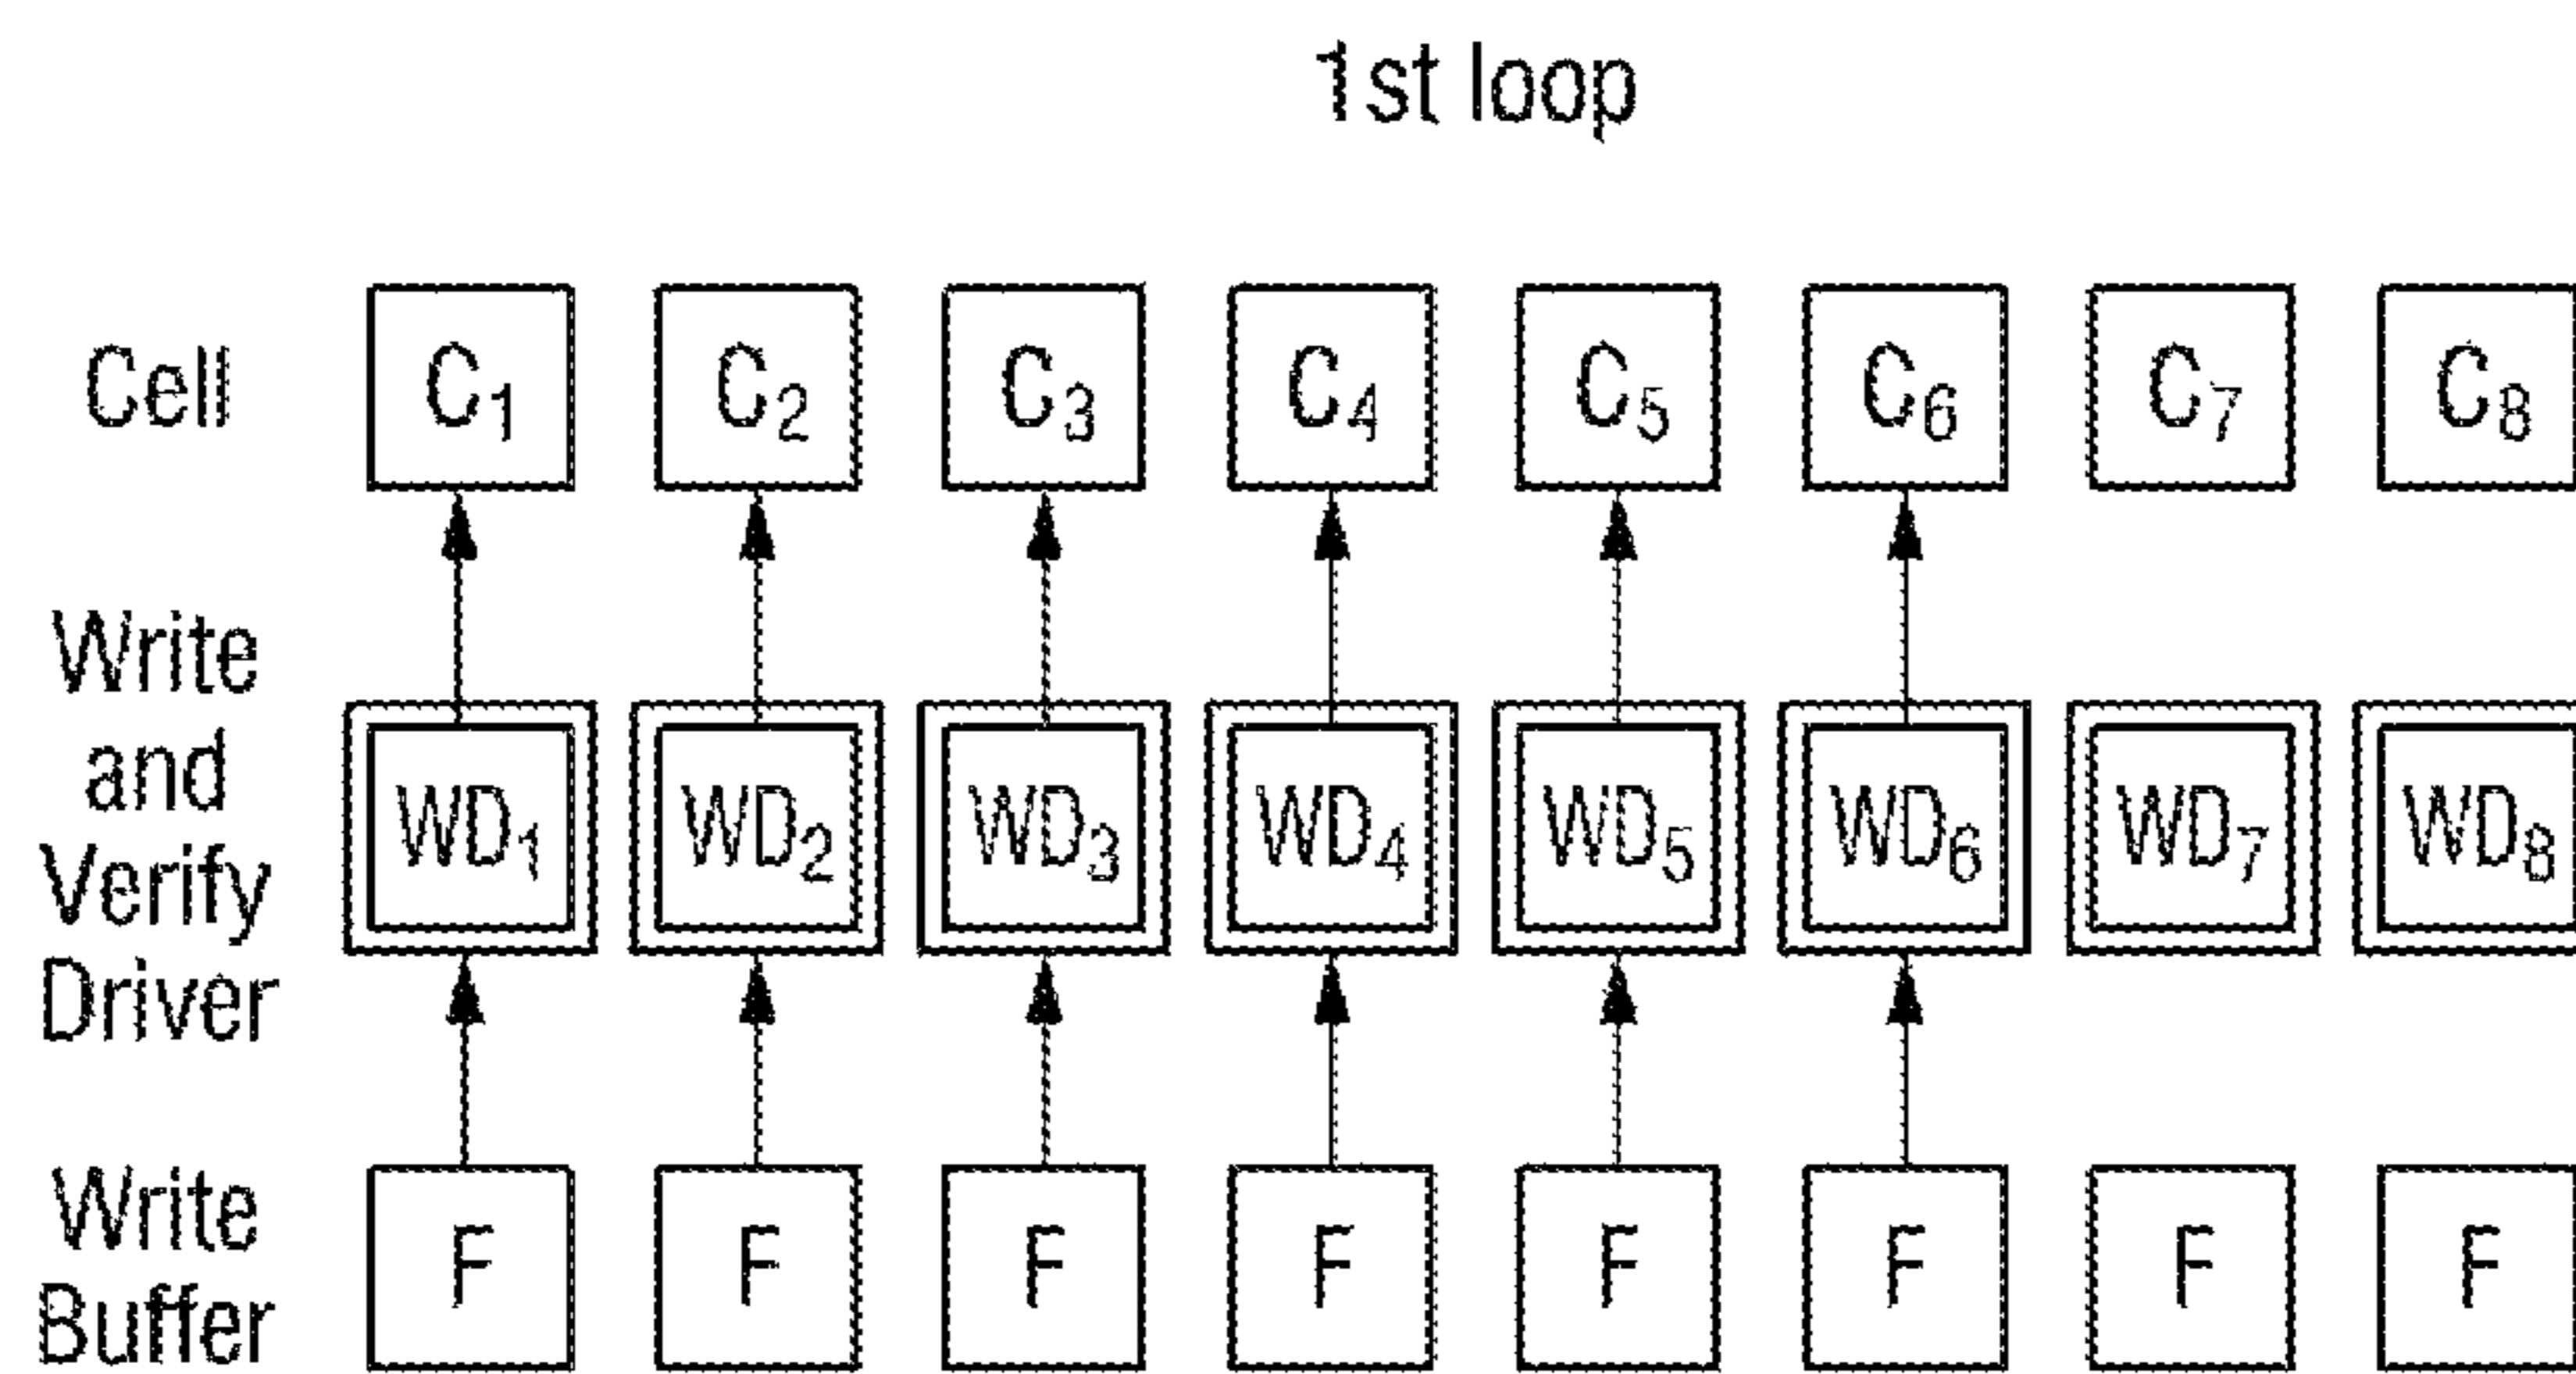 1st loop
Cell C1 C2 C3 C4 C5 C6 C7 C8
Write
and
Verify
Driver
WD1 WD2 WD3 WD4 WD5 WD6 WD7 WD8
Write
Buffer
F F F F F F F F